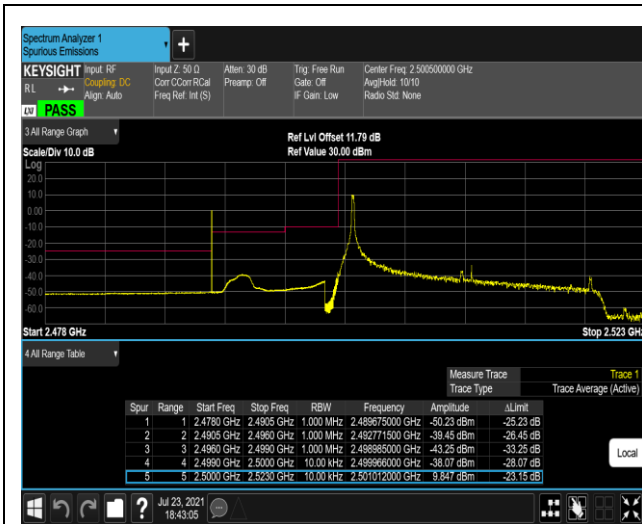 Spectrum Analyzer 1
Spurious Emissions
+
KEYSIGHT Input: RF Input Z: 50 Ω Atten: 30 dB Trig: Free Run Center Freq: 2.500500000 GHz
RL Coupling: DC Corr CCorr RCal Preamp: Off Gate: Off Avg|Hold: 10/10
Align: Auto Freq Ref: Int (S) IF Gain: Low Radio Std: None
LXI PASS
3 All Range Graph
Ref Lvl Offset 11.79 dB
Scale/Div 10.0 dB Ref Value 30.00 dBm
Log
20.0
10.0
0.00
-10.0
-20.0
-30.0
-40.0
-50.0
-60.0
Start 2.478 GHz Stop 2.523 GHz
4 All Range Table
Measure Trace Trace 1
Trace Type Trace Average (Active)
Spur Range Start Freq Stop Freq RBW Frequency Amplitude ΔLimit
1 1 2.4780 GHz 2.4905 GHz 1.000 MHz 2.489675000 GHz -50.23 dBm -25.23 dB
2 2 2.4905 GHz 2.4960 GHz 1.000 MHz 2.492771500 GHz -39.45 dBm -26.45 dB
3 3 2.4960 GHz 2.4990 GHz 1.000 MHz 2.498985000 GHz -43.25 dBm -33.25 dB
4 4 2.4990 GHz 2.5000 GHz 10.00 kHz 2.499966000 GHz -38.07 dBm -28.07 dB
5 5 2.5000 GHz 2.5230 GHz 10.00 kHz 2.501012000 GHz 9.847 dBm -23.15 dB
Local
? Jul 23, 2021
18:43:05